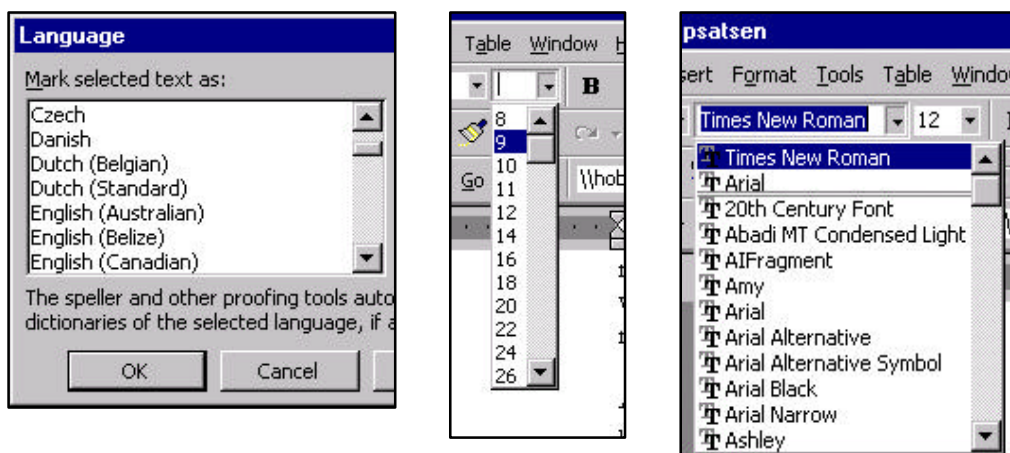 Language
Mark selected text as:
Czech
Danish
Dutch (Belgian)
Dutch (Standard)
English (Australian)
English (Belize)
English (Canadian)
The speller and other proofing tools auto
dictionaries of the selected language, if a
OK Cancel
Table Window H
B
8
9
10
Go \\hob
11
12
14
16
18
20
22
24
26
psatsen
sert Format Tools Table Windo
Times New Roman 12
Times New Roman
Arial
20th Century Font
Abadi MT Condensed Light
AIFragment
Amy
Arial
Arial Alternative
Arial Alternative Symbol
Arial Black
Arial Narrow
Ashley